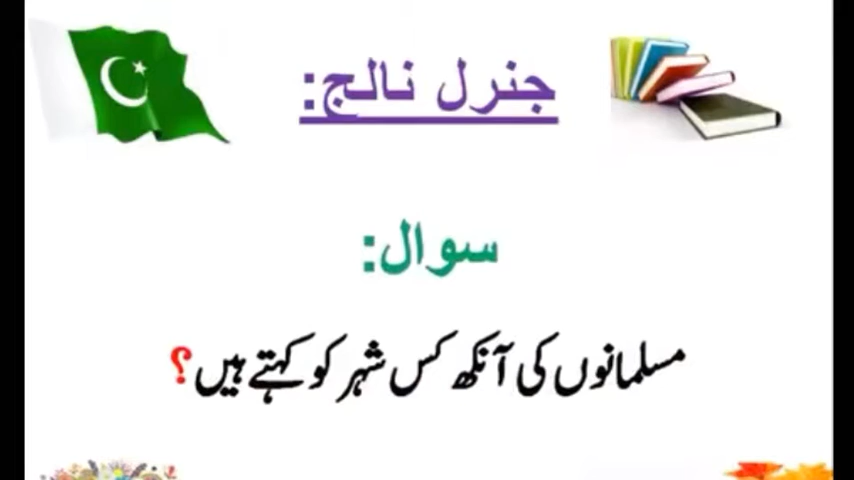 جنرل نالج:
سوال:
مسلمانوں کی آنکھ کس شہر کو کہتے ہیں؟